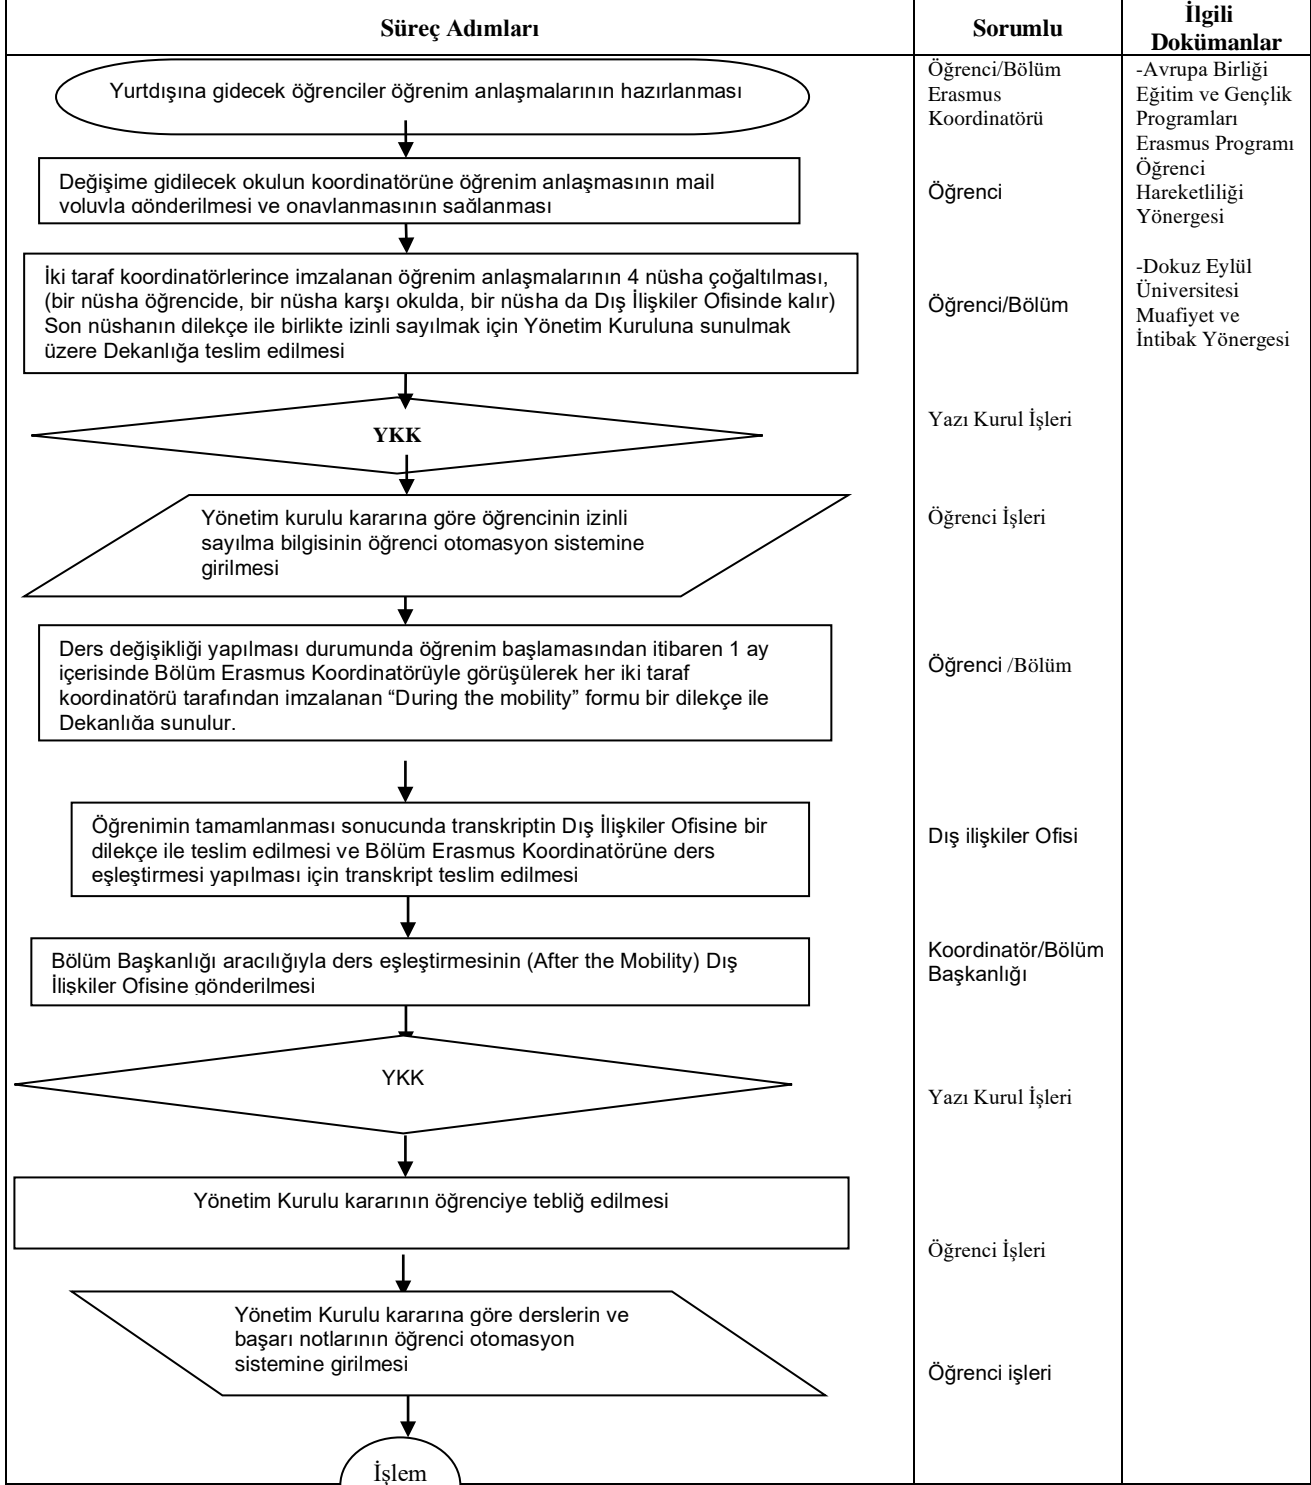 Süreç Adımları
Sorumlu
İlgili
Dokümanlar
Yurtdışına gidecek öğrenciler öğrenim anlaşmalarının hazırlanması
Öğrenci/Bölüm
Erasmus
Koordinatörü
-Avrupa Birliği
Eğitim ve Gençlik
Programları
Erasmus Programı
Öğrenci
Hareketliliği
Yönergesi
-Dokuz Eylül
Üniversitesi
Muafiyet ve
İntibak Yönergesi
Değişime gidilecek okulun koordinatörüne öğrenim anlaşmasının mail
yoluyla gönderilmesi ve onaylanmasının sağlanması
Öğrenci
İki taraf koordinatörlerince imzalanan öğrenim anlaşmalarının 4 nüsha çoğaltılması,
(bir nüsha öğrencide, bir nüsha karşı okulda, bir nüsha da Dış İlişkiler Ofisinde kalır)
Son nüshanın dilekçe ile birlikte izinli sayılmak için Yönetim Kuruluna sunulmak
üzere Dekanlığa teslim edilmesi
Öğrenci/Bölüm
YKK
Yazı Kurul İşleri
Yönetim kurulu kararına göre öğrencinin izinli
sayılma bilgisinin öğrenci otomasyon sistemine
girilmesi
Öğrenci İşleri
Ders değişikliği yapılması durumunda öğrenim başlamasından itibaren 1 ay
içerisinde Bölüm Erasmus Koordinatörüyle görüşülerek her iki taraf
koordinatörü tarafından imzalanan “During the mobility” formu bir dilekçe ile
Dekanlığa sunulur.
Öğrenci /Bölüm
Öğrenimin tamamlanması sonucunda transkriptin Dış İlişkiler Ofisine bir
dilekçe ile teslim edilmesi ve Bölüm Erasmus Koordinatörüne ders
eşleştirmesi yapılması için transkript teslim edilmesi
Dış ilişkiler Ofisi
Bölüm Başkanlığı aracılığıyla ders eşleştirmesinin (After the Mobility) Dış
İlişkiler Ofisine gönderilmesi
Koordinatör/Bölüm
Başkanlığı
YKK
Yazı Kurul İşleri
Yönetim Kurulu kararının öğrenciye tebliğ edilmesi
Öğrenci İşleri
Yönetim Kurulu kararına göre derslerin ve
başarı notlarının öğrenci otomasyon
sistemine girilmesi
Öğrenci işleri
İşlem